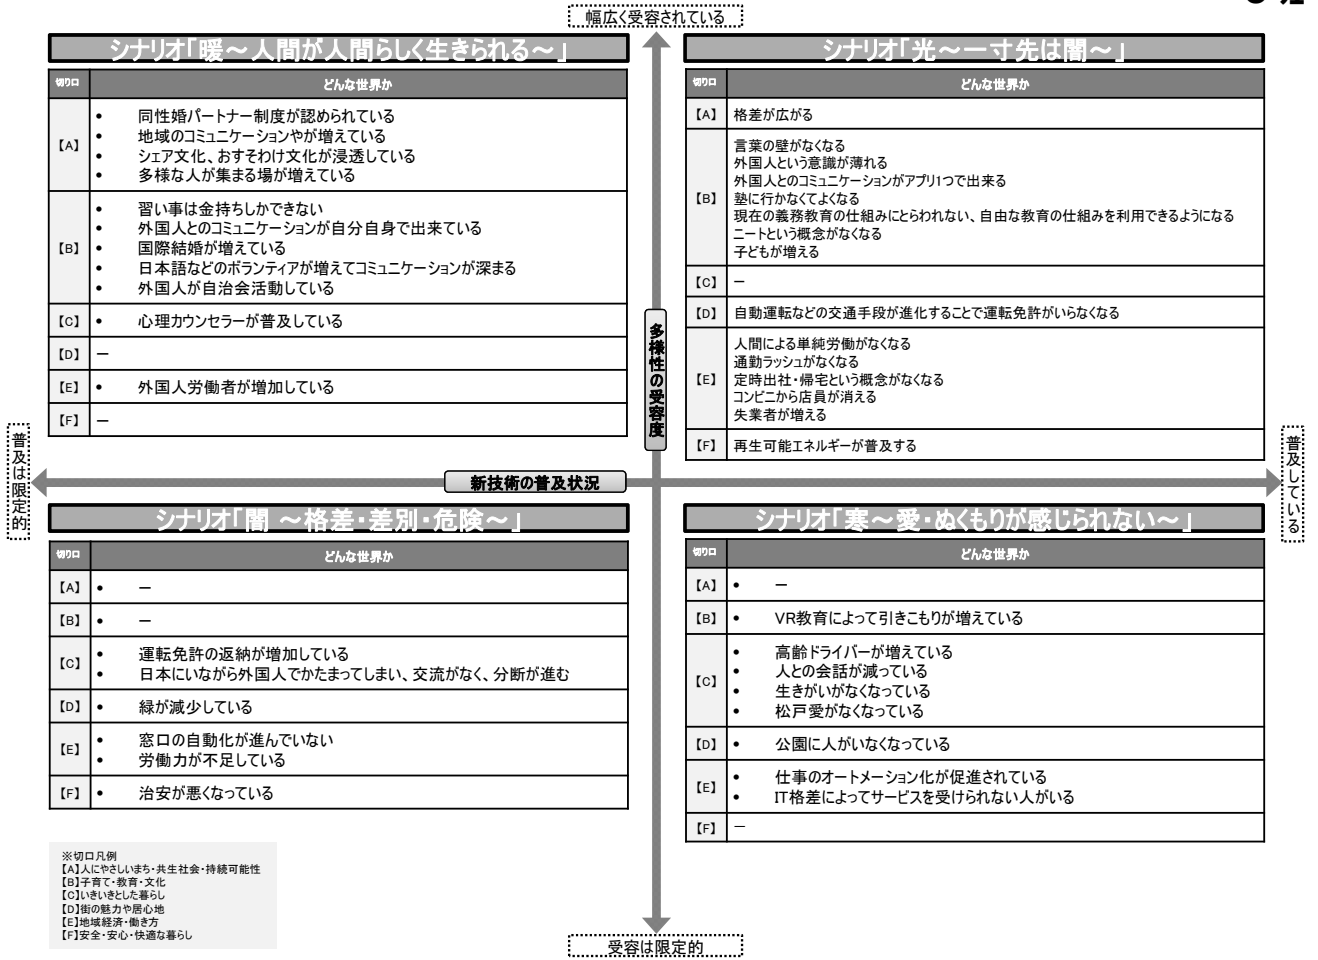 幅広く受容されている
シナリオ「暖～人間が人間らしく生きられる～」
切り口 どんな世界か
【A】
• 同性婚パートナー制度が認められている
• 地域のコミュニケーションやが増えている
• シェア文化、おすそわけ文化が浸透している
• 多様な人が集まる場が増えている
【B】
• 習い事は金持ちしかできない
• 外国人とのコミュニケーションが自分自身で出来ている
• 国際結婚が増えている
• 日本語などのボランティアが増えてコミュニケーションが深まる
• 外国人が自治会活動している
【C】 • 心理カウンセラーが普及している
【D】 －
【E】 • 外国人労働者が増加している
【F】 －
シナリオ「光～一寸先は闇～」
切り口 どんな世界か
【A】 格差が広がる
【B】
言葉の壁がなくなる
外国人という意識が薄れる
外国人とのコミュニケーションがアプリ1つで出来る
塾に行かなくてよくなる
現在の義務教育の仕組みにとらわれない、自由な教育の仕組みを利用できるようになる
ニートという概念がなくなる
子どもが増える
【C】 －
【D】 自動運転などの交通手段が進化することで運転免許がいらなくなる
【E】
人間による単純労働がなくなる
通勤ラッシュがなくなる
定時出社・帰宅という概念がなくなる
コンビニから店員が消える
失業者が増える
【F】 再生可能エネルギーが普及する
多様性の受容度
普及は限定的
新技術の普及状況
普及している
シナリオ「闇 ～格差・差別・危険～」
切り口 どんな世界か
【A】 • －
【B】 • －
【C】
• 運転免許の返納が増加している
• 日本にいながら外国人でかたまってしまい、交流がなく、分断が進む
【D】 • 緑が減少している
【E】
• 窓口の自動化が進んでいない
• 労働力が不足している
【F】 • 治安が悪くなっている
シナリオ「寒～愛・ぬくもりが感じられない～」
切り口 どんな世界か
【A】 • －
【B】 • VR教育によって引きこもりが増えている
【C】
• 高齢ドライバーが増えている
• 人との会話が減っている
• 生きがいがなくなっている
• 松戸愛がなくなっている
【D】 • 公園に人がいなくなっている
【E】
• 仕事のオートメーション化が促進されている
• IT格差によってサービスを受けられない人がいる
【F】 －
※切口凡例
【A】人にやさしいまち・共生社会・持続可能性
【B】子育て・教育・文化
【C】いきいきとした暮らし
【D】街の魅力や居心地
【E】地域経済・働き方
【F】安全・安心・快適な暮らし
受容は限定的